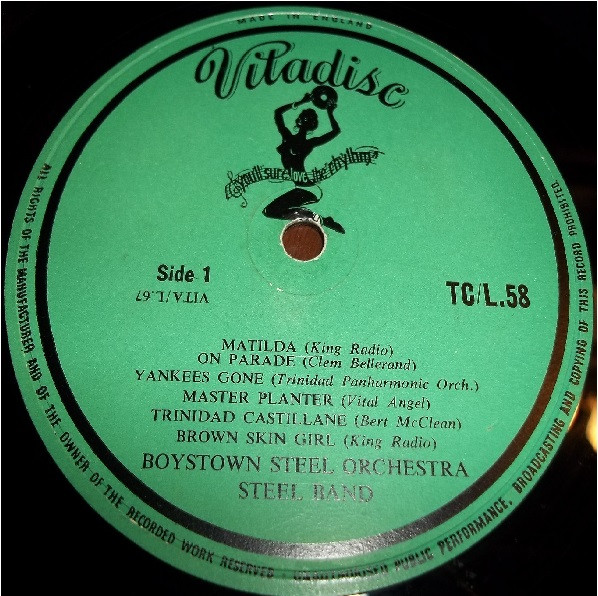 MADE IN ENGLAND
Vitadisc
You'll sure love the rhythm
Side 1
VITA/L.67
TC/L.58
MATILDA (King Radio)
ON PARADE (Clem Bellerand)
YANKEES GONE (Trinidad Panharmonic Orch.)
MASTER PLANTER (Vital Angel)
TRINIDAD CASTILLANE (Bert McClean)
BROWN SKIN GIRL (King Radio)
BOYSTOWN STEEL ORCHESTRA
STEEL BAND
ALL RIGHTS OF THE MANUFACTURER AND OF THE OWNER OF THE RECORDED WORK RESERVED · UNAUTHORISED PUBLIC PERFORMANCE, BROADCASTING AND COPYING OF THIS RECORD PROHIBITED.